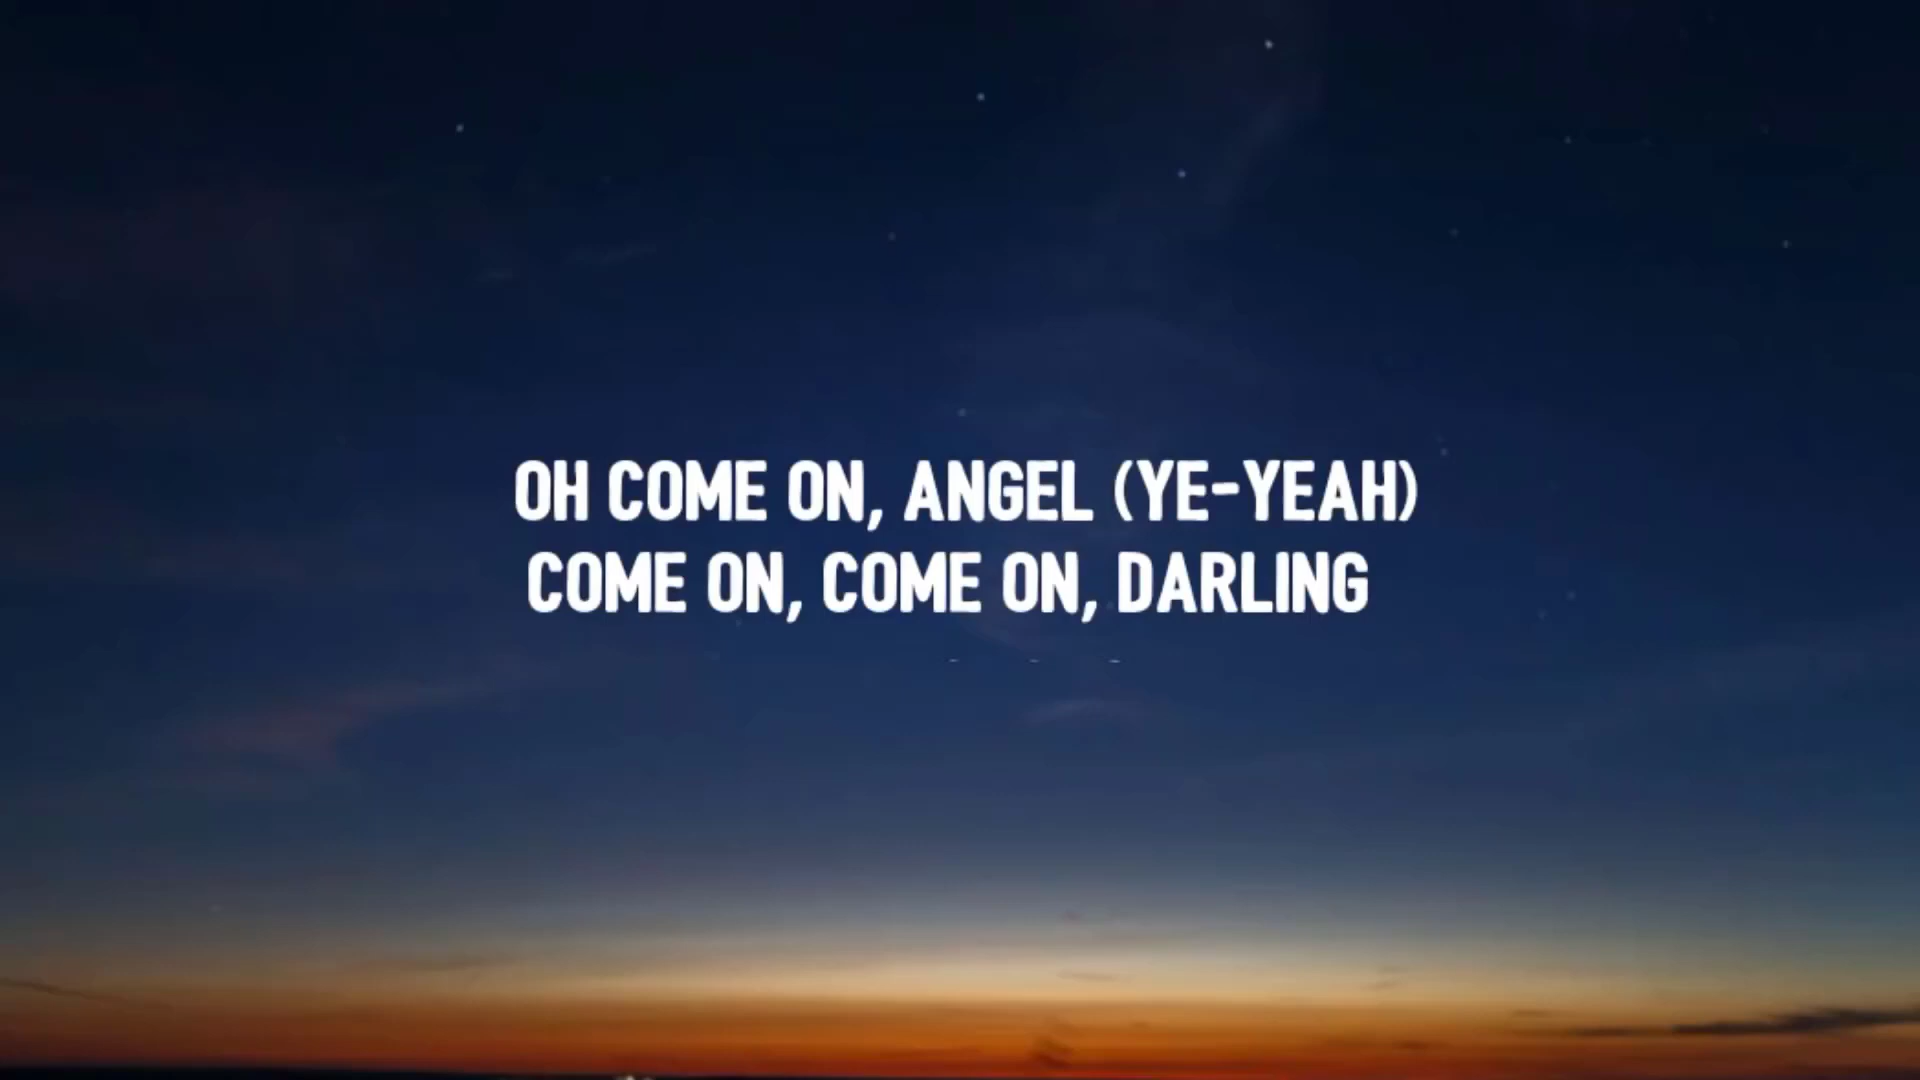 OH COME ON, ANGEL (YE-YEAH)
COME ON, COME ON, DARLING